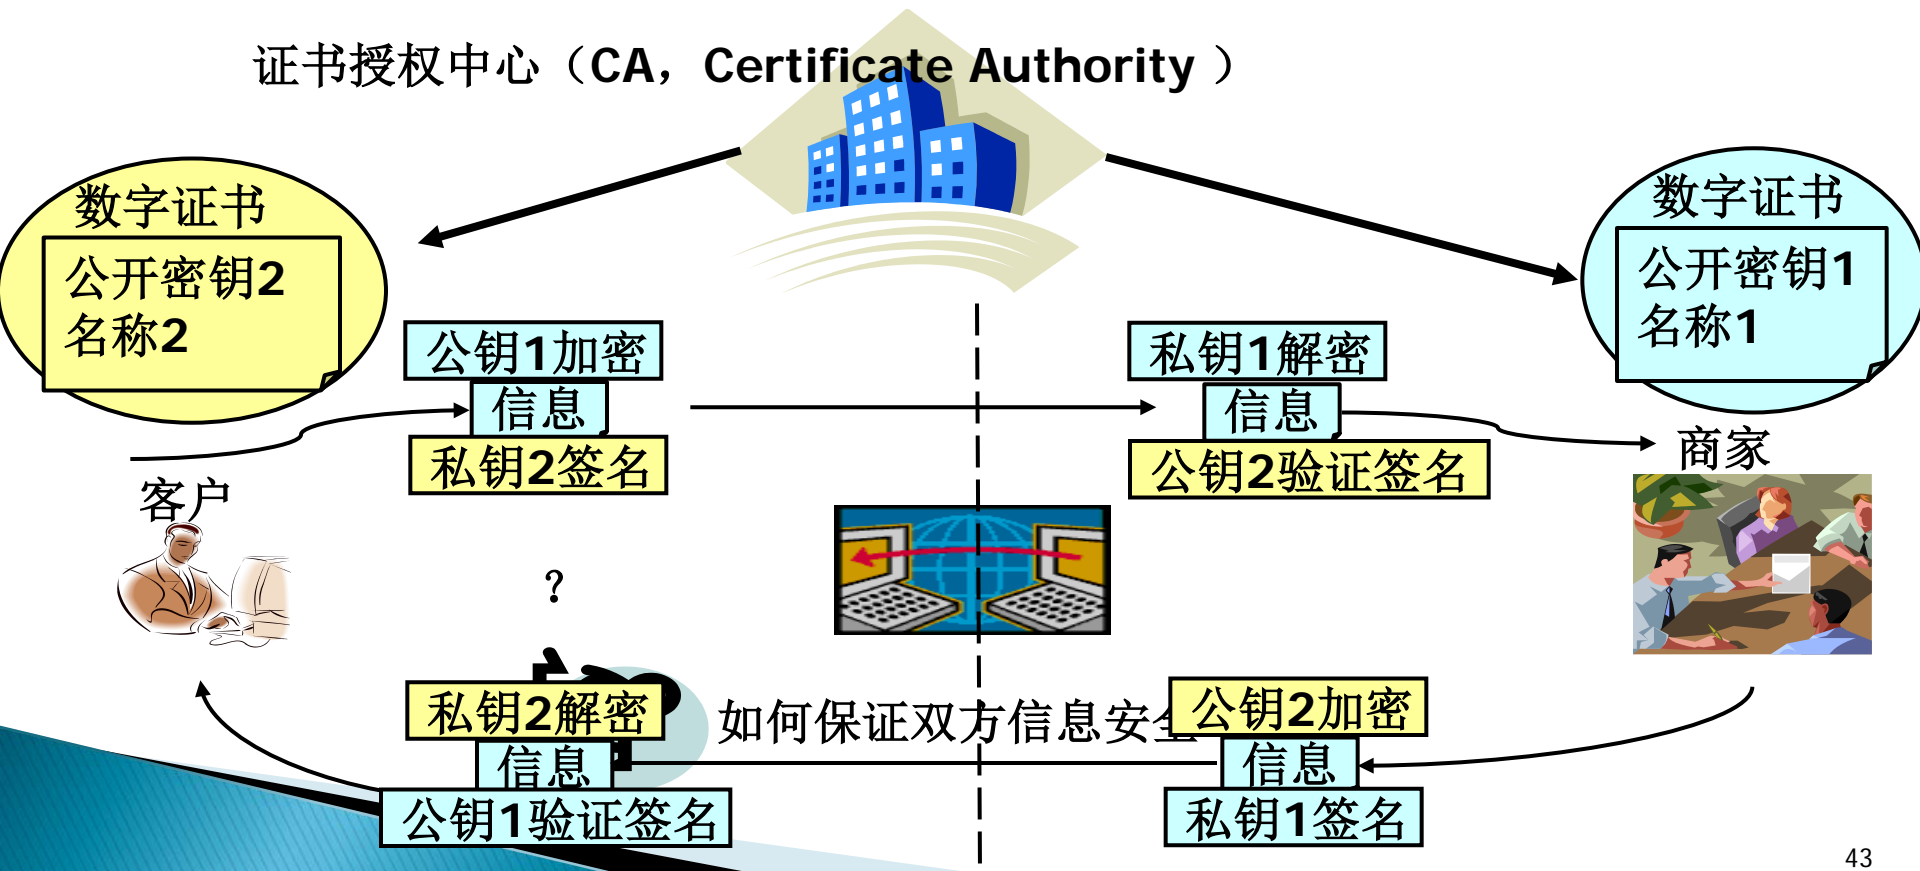 证书授权中心（CA，Certificate Authority ）
数字证书
公开密钥2
名称2
数字证书
公开密钥1
名称1
公钥1加密
信息
私钥2签名
私钥1解密
信息
公钥2验证签名
客户
商家
？
如何保证双方信息安全
私钥2解密
信息
公钥1验证签名
公钥2加密
信息
私钥1签名
43